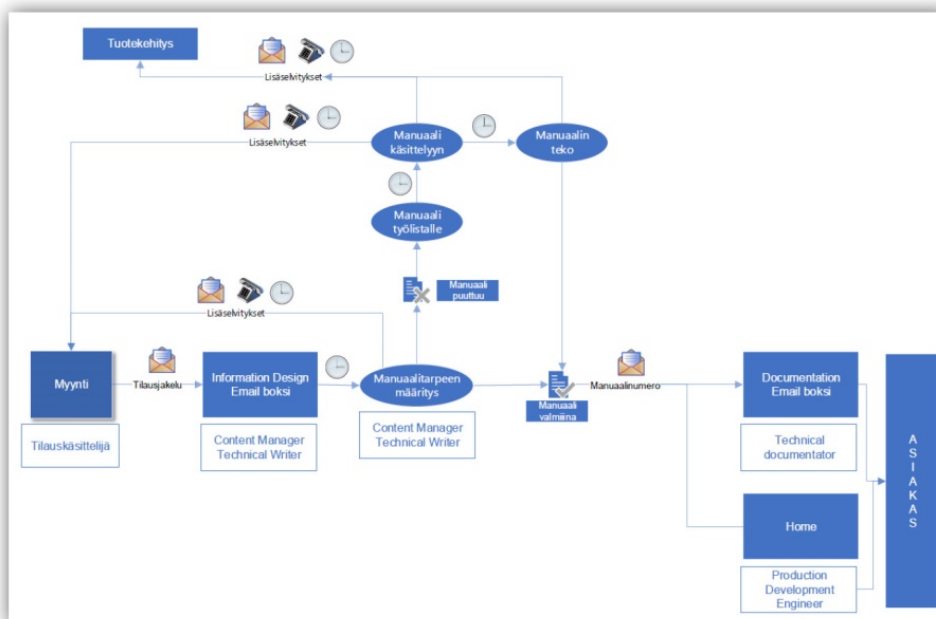 Tuotekehitys
Lisäselvitykset
Lisäselvitykset
Manuaali
käsittelyyn
Manuaalin
teko
Manuaali
työlistalle
Manuaali
puuttuu
Lisäselvitykset
Myynti
Tilausjakelu
Information Design
Email boksi
Manuaalitarpeen
määritys
Manuaali
valmiina
Manuaalinumero
Documentation
Email boksi
Tilauskäsittelijä
Content Manager
Technical Writer
Content Manager
Technical Writer
Technical
documentator
ASIAKAS
Home
Production
Development
Engineer